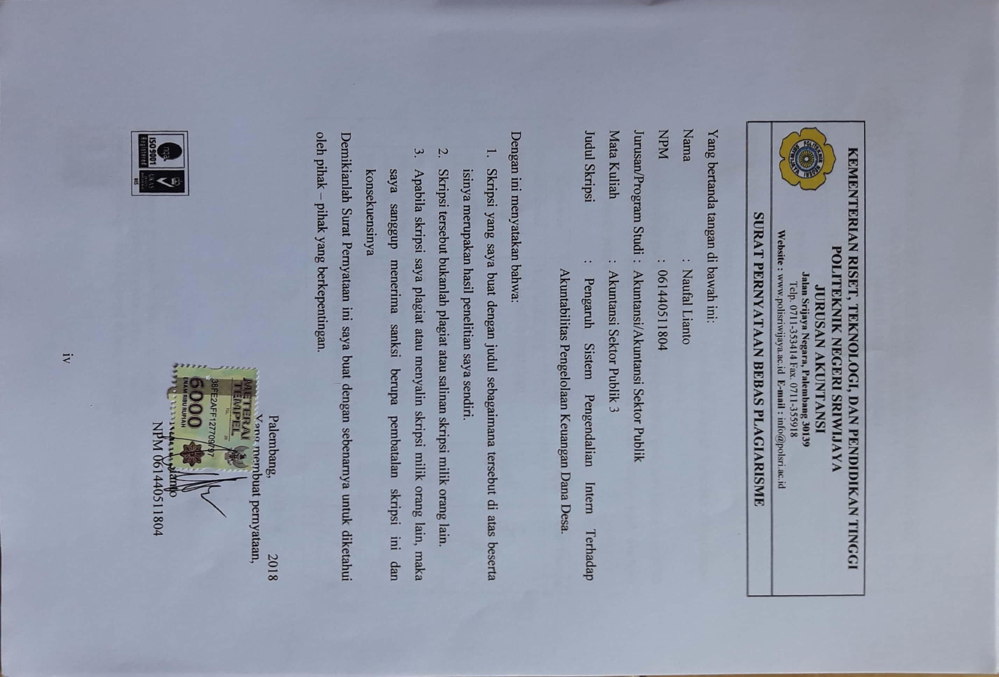 KEMENTERIAN RISET, TEKNOLOGI, DAN PENDIDIKAN TINGGI
POLITEKNIK NEGERI SRIWIJAYA
JURUSAN AKUNTANSI
Jalan Srijaya Negara, Palembang 30139
Telp. 0711-353414 Fax. 0711-355918
Website : www.polisriwijaya.ac.id E-mail : info@polsri.ac.id
POLITEKNIK NEGERI
SRIWIJAYA
SURAT PERNYATAAN BEBAS PLAGIARISME
Yang bertanda tangan di bawah ini:
Nama : Naufal Lianto
NPM : 061440511804
Jurusan/Program Studi : Akuntansi/Akuntansi Sektor Publik
Mata Kuliah : Akuntansi Sektor Publik 3
Judul Skripsi : Pengaruh Sistem Pengendalian Intern Terhadap
Akuntabilitas Pengelolaan Keuangan Dana Desa.
Dengan ini menyatakan bahwa:
1. Skripsi yang saya buat dengan judul sebagaimana tersebut di atas beserta
isinya merupakan hasil penelitian saya sendiri.
2. Skripsi tersebut bukanlah plagiat atau salinan skripsi milik orang lain.
3. Apabila skripsi saya plagiat atau menyalin skripsi milik orang lain, maka
saya sanggup menerima sanksi berupa pembatalan skripsi ini dan
konsekuensinya
Demikianlah Surat Pernyataan ini saya buat dengan sebenarnya untuk diketahui
oleh pihak – pihak yang berkepentingan.
Palembang, 2018
Yang membuat pernyataan,
METERAI
TEMPEL
TGL. 20
38FE2AFF127709797
6000
ENAM RIBU RUPIAH
NPM 061440511804
nqa.
ISO 9001
Registered
UKAS
015
iv